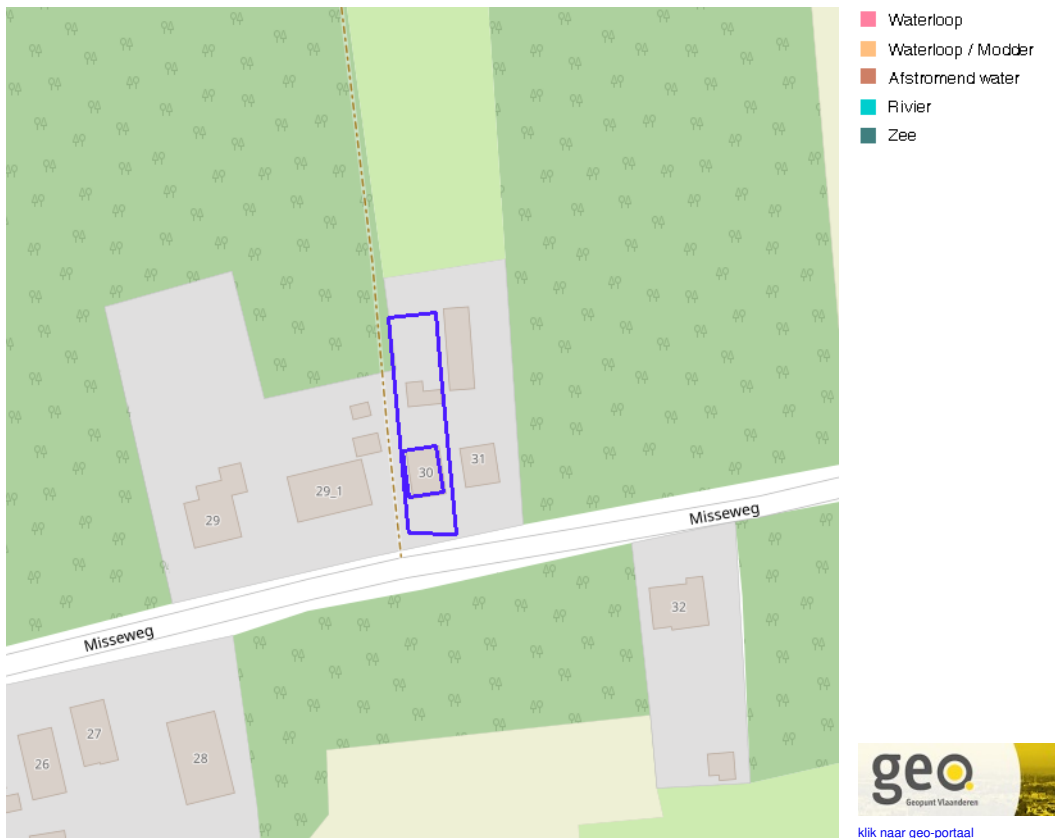 Waterloop
Waterloop / Modder
Afstromend water
Rivier
Zee
30
31
29_1
29
Misseweg
32
Misseweg
27
28
26
geo.
Geopunt Vlaanderen
klik naar geo-portaal